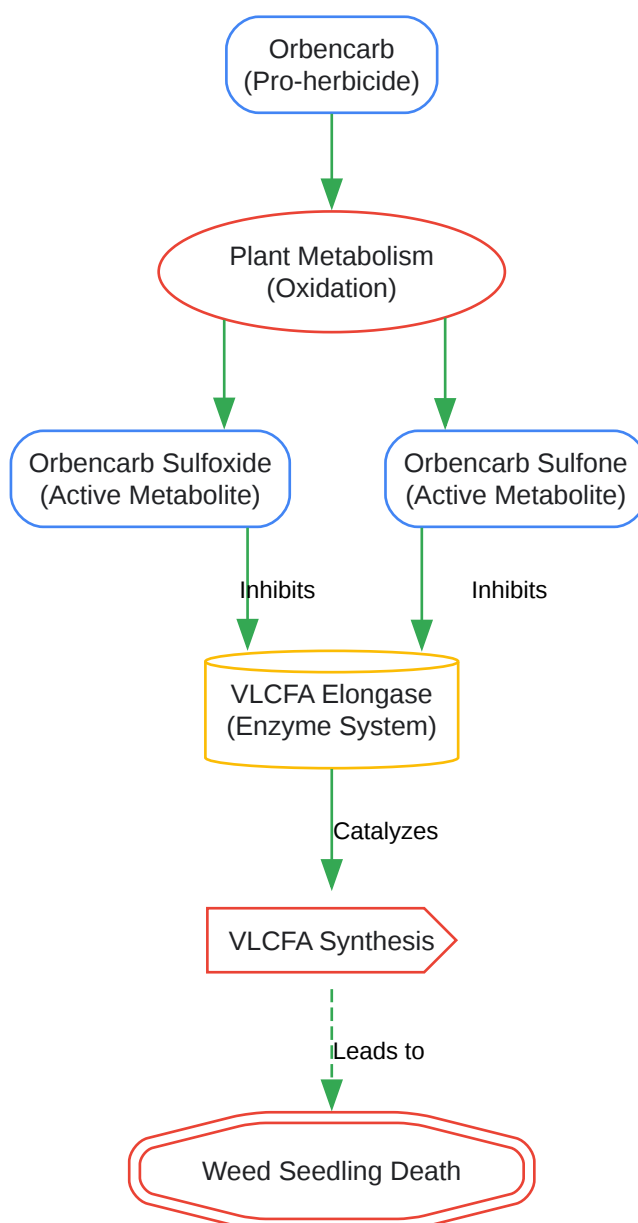 Orbencarb
(Pro-herbicide)
Plant Metabolism
(Oxidation)
Orbencarb Sulfoxide
(Active Metabolite)
Orbencarb Sulfone
(Active Metabolite)
Inhibits
Inhibits
VLCFA Elongase
(Enzyme System)
Catalyzes
VLCFA Synthesis
Leads to
Weed Seedling Death